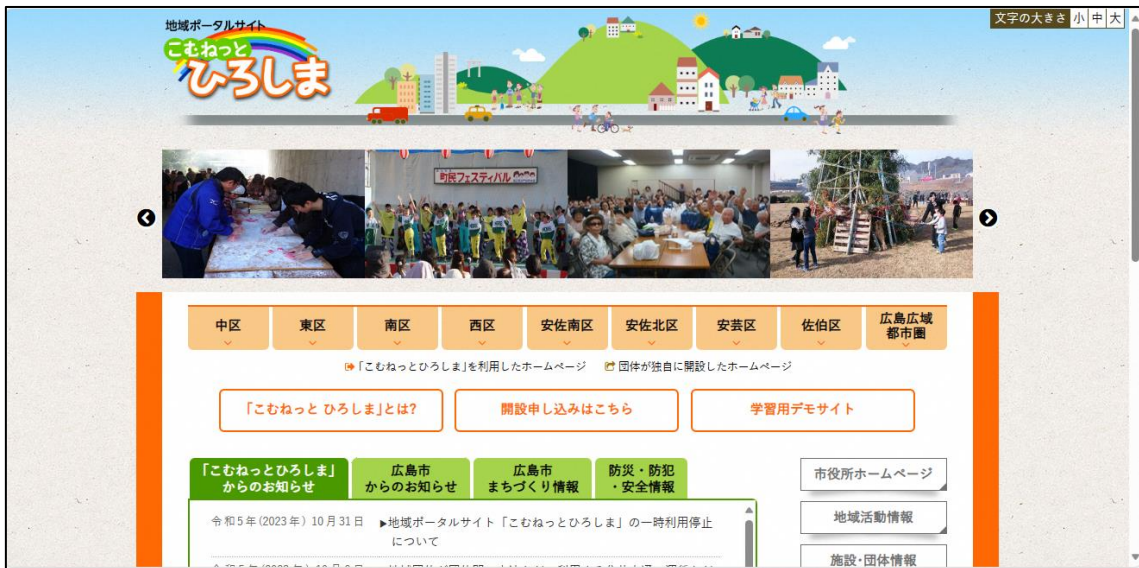 地域ポータルサイト
こむねっと
ひろしま
文字の大きさ 小 中 大
町民フェスティバル
中区 東区 南区 西区 安佐南区 安佐北区 安芸区 佐伯区 広島広域
都市圏
「こむねっとひろしま」を利用したホームページ 団体が独自に開設したホームページ
「こむねっと ひろしま」とは? 開設申し込みはこちら 学習用デモサイト
「こむねっとひろしま」
からのお知らせ
広島市
からのお知らせ
広島市
まちづくり情報
防災・防犯
・安全情報
市役所ホームページ
地域活動情報
施設・団体情報
令和5年(2023年)10月31日 ▶地域ポータルサイト「こむねっとひろしま」の一時利用停止
について